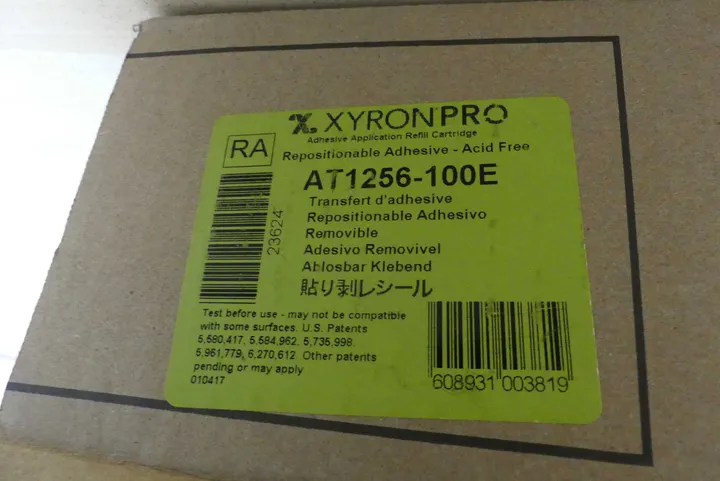 XYRON PRO
Adhesive Application Refill Cartridge
RA
Repositionable Adhesive - Acid Free
AT1256-100E
Transfert d'adhesive
Repositionable Adhesivo
Removible
Adesivo Removivel
Ablosbar Klebend
貼り剥レシール
23624
Test before use - may not be compatible
with some surfaces. U.S. Patents
5,580,417, 5,584,962, 5,735,998,
5,961,779, 6,270,612 Other patents
pending or may apply
010417
608931 003819